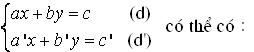 ax + by = c (d)
a'x + b'y = c' (d') có thể có :